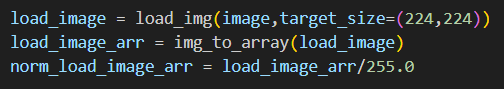 load_image = load_img(image,target_size=(224,224))
load_image_arr = img_to_array(load_image)
norm_load_image_arr = load_image_arr/255.0